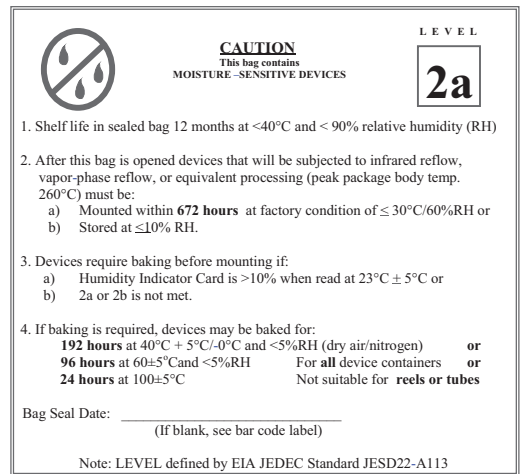 LEVEL
CAUTION
This bag contains
MOISTURE –SENSITIVE DEVICES
2a
1. Shelf life in sealed bag 12 months at <40°C and < 90% relative humidity (RH)
2. After this bag is opened devices that will be subjected to infrared reflow,
vapor-phase reflow, or equivalent processing (peak package body temp.
260°C) must be:
a) Mounted within 672 hours at factory condition of ≤ 30°C/60%RH or
b) Stored at ≤10% RH.
3. Devices require baking before mounting if:
a) Humidity Indicator Card is >10% when read at 23°C ± 5°C or
b) 2a or 2b is not met.
4. If baking is required, devices may be baked for:
192 hours at 40°C + 5°C/-0°C and <5%RH (dry air/nitrogen) or
96 hours at 60±5°Cand <5%RH For all device containers or
24 hours at 100±5°C Not suitable for reels or tubes
Bag Seal Date: ______________________________
(If blank, see bar code label)
Note: LEVEL defined by EIA JEDEC Standard JESD22-A113